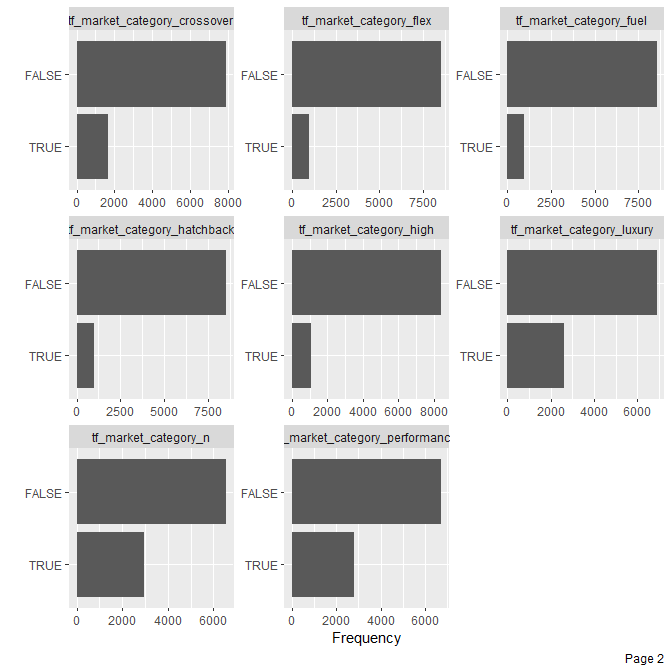 tf_market_category_crossover tf_market_category_flex tf_market_category_fuel
FALSE FALSE FALSE
TRUE TRUE TRUE
0 2000 4000 6000 8000 0 2500 5000 7500 0 2500 5000 7500
tf_market_category_hatchback tf_market_category_high tf_market_category_luxury
FALSE FALSE FALSE
TRUE TRUE TRUE
0 2500 5000 7500 0 2000 4000 6000 8000 0 2000 4000 6000
tf_market_category_n _market_category_performanc
FALSE FALSE
TRUE TRUE
0 2000 4000 6000 0 2000 4000 6000
Frequency
Page 2